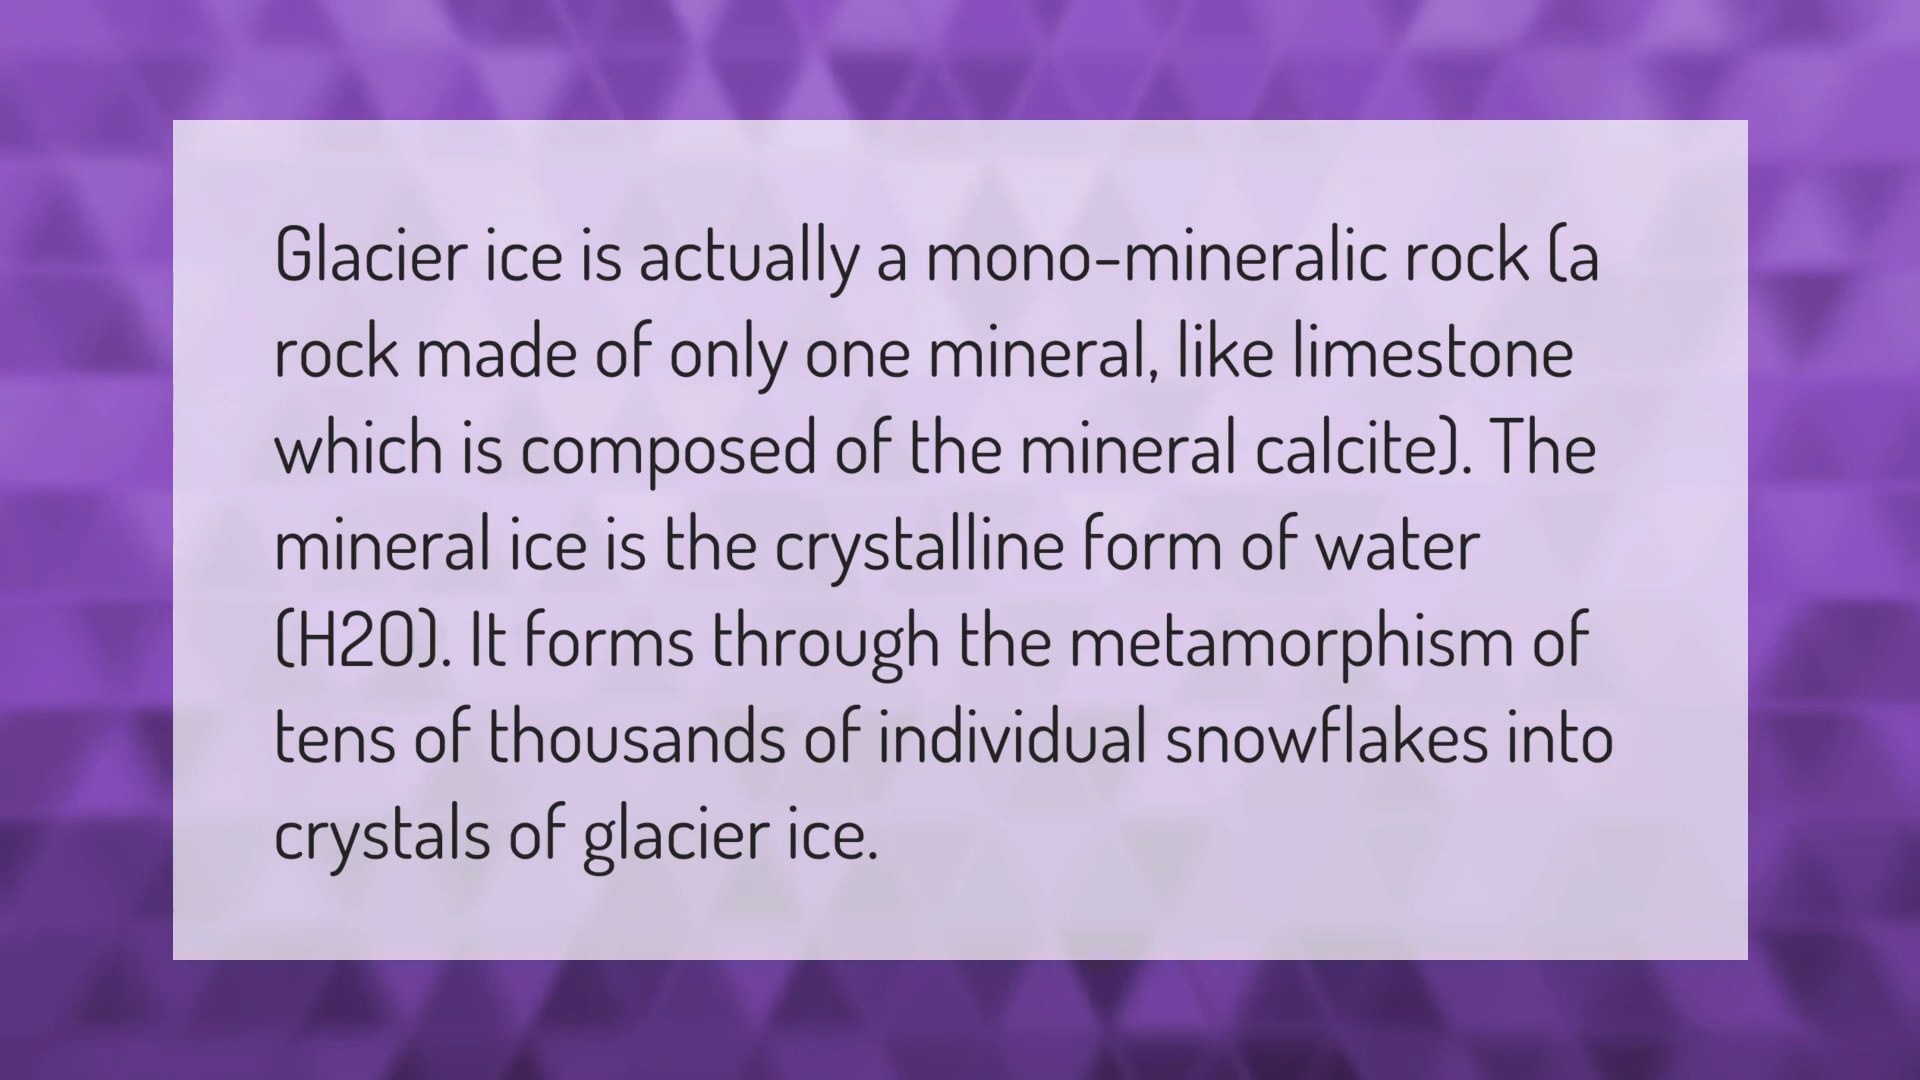 Glacier ice is actually a mono-mineralic rock (a
rock made of only one mineral, like limestone
which is composed of the mineral calcite). The
mineral ice is the crystalline form of water
(H2O). It forms through the metamorphism of
tens of thousands of individual snowflakes into
crystals of glacier ice.